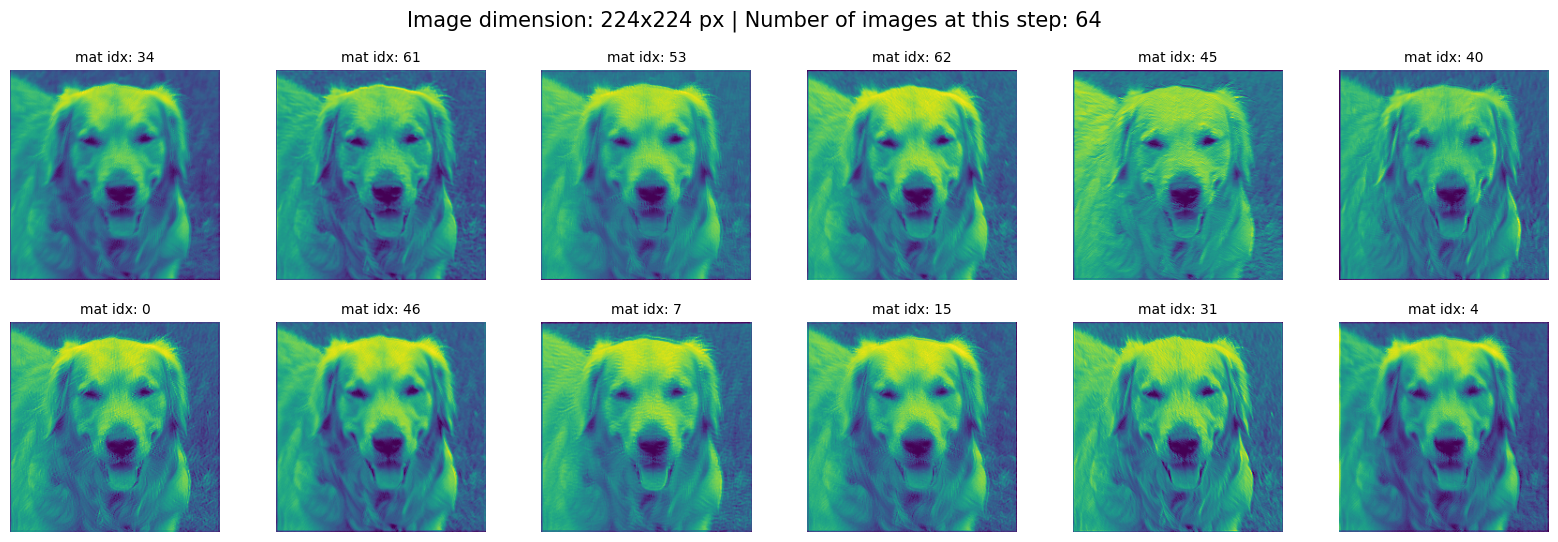 Image dimension: 224x224 px | Number of images at this step: 64
mat idx: 34
mat idx: 61
mat idx: 53
mat idx: 62
mat idx: 45
mat idx: 40
mat idx: 0
mat idx: 46
mat idx: 7
mat idx: 15
mat idx: 31
mat idx: 4